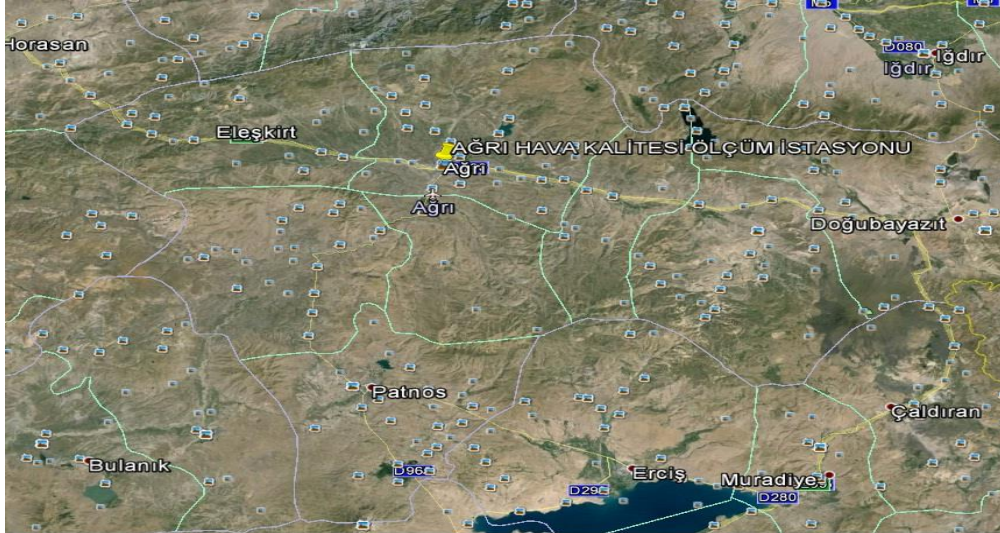 Horasan
D080
Iğdır
Iğdır
Eleşkirt
AĞRI HAVA KALİTESİ ÖLÇÜM İSTASYONU
Ağrı
Ağrı
Doğubayazıt
Patnos
Çaldıran
Bulanık
Erciş
Muradiye
D280